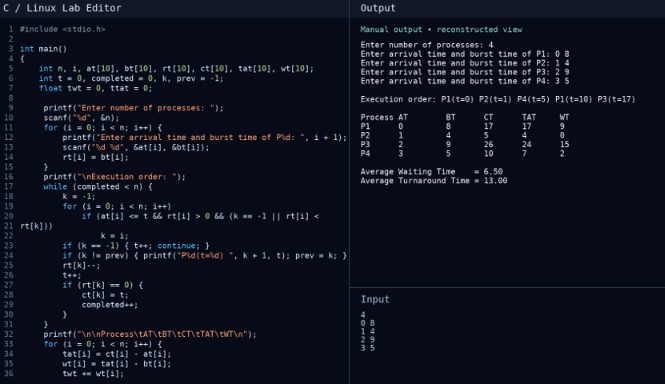 C / Linux Lab Editor
1 #include <stdio.h>
2
3 int main()
4 {
5     int n, i, at[10], bt[10], rt[10], ct[10], tat[10], wt[10];
6     int t = 0, completed = 0, k, prev = -1;
7     float twt = 0, ttat = 0;
8
9     printf("Enter number of processes: ");
10     scanf("%d", &n);
11     for (i = 0; i < n; i++) {
12         printf("Enter arrival time and burst time of P%d: ", i + 1);
13         scanf("%d %d", &at[i], &bt[i]);
14         rt[i] = bt[i];
15     }
16     printf("\nExecution order: ");
17     while (completed < n) {
18         k = -1;
19         for (i = 0; i < n; i++)
20             if (at[i] <= t && rt[i] > 0 && (k == -1 || rt[i] <
21 rt[k]))
22                 k = i;
23         if (k == -1) { t++; continue; }
24         if (k != prev) { printf("P%d(t=%d) ", k + 1, t); prev = k; }
25         rt[k]--;
26         t++;
27         if (rt[k] == 0) {
28             ct[k] = t;
29             completed++;
30         }
31     }
32     printf("\n\nProcess\tAT\tBT\tCT\tTAT\tWT\n");
33     for (i = 0; i < n; i++) {
34         tat[i] = ct[i] - at[i];
35         wt[i] = tat[i] - bt[i];
36         twt += wt[i];
Output
Manual output • reconstructed view
Enter number of processes: 4
Enter arrival time and burst time of P1: 0 8
Enter arrival time and burst time of P2: 1 4
Enter arrival time and burst time of P3: 2 9
Enter arrival time and burst time of P4: 3 5
Execution order: P1(t=0) P2(t=1) P4(t=5) P1(t=10) P3(t=17)
Process AT BT CT TAT WT
P1 0 8 17 17 9
P2 1 4 5 4 0
P3 2 9 26 24 15
P4 3 5 10 7 2
Average Waiting Time    = 6.50
Average Turnaround Time = 13.00
Input
4
0 8
1 4
2 9
3 5